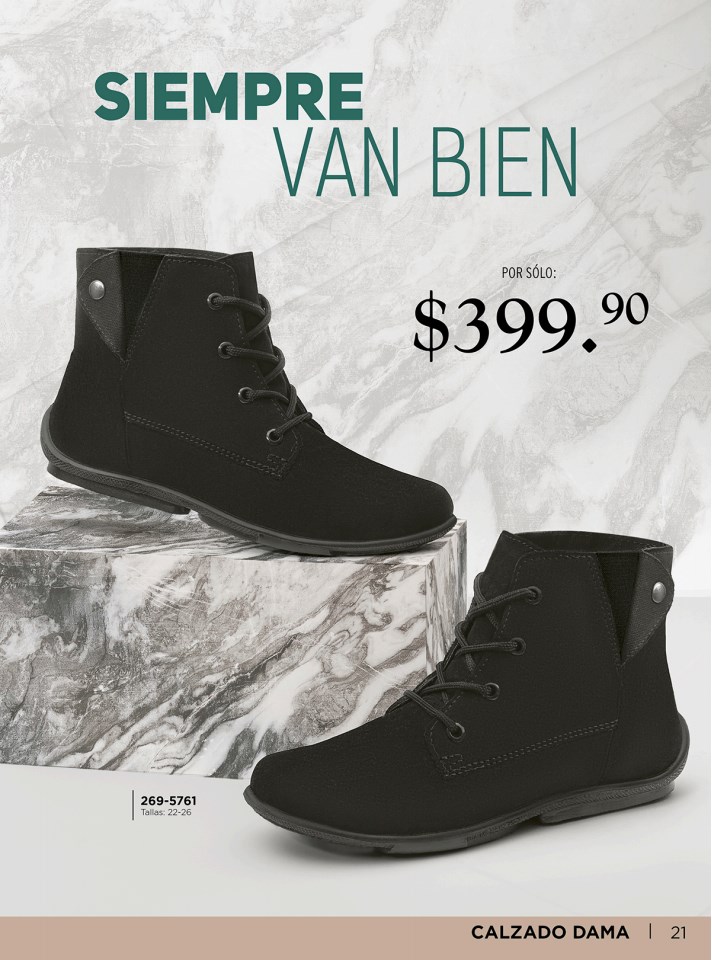 SIEMPRE
VAN BIEN
POR SÓLO:
$399.90
269-5761
Tallas: 22-26
CALZADO DAMA | 21